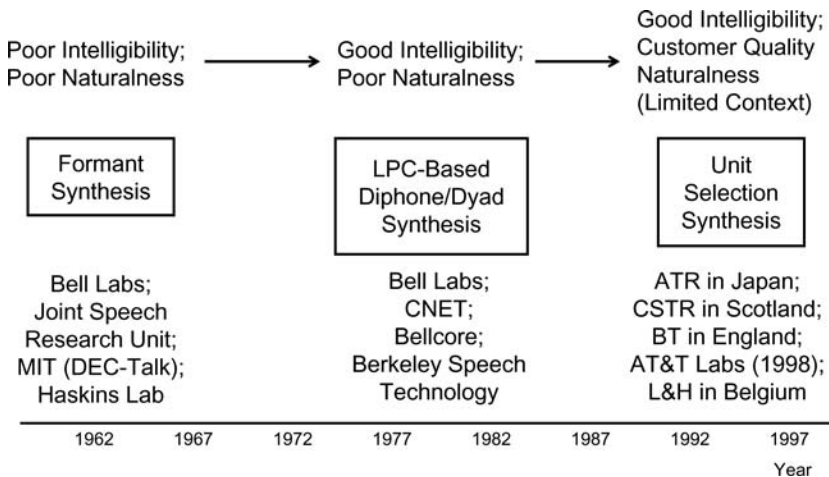 Poor Intelligibility;
Poor Naturalness
Good Intelligibility;
Poor Naturalness
Good Intelligibility;
Customer Quality
Naturalness
(Limited Context)
Formant
Synthesis
LPC-Based
Diphone/Dyad
Synthesis
Unit
Selection
Synthesis
Bell Labs;
Joint Speech
Research Unit;
MIT (DEC-Talk);
Haskins Lab
Bell Labs;
CNET;
Bellcore;
Berkeley Speech
Technology
ATR in Japan;
CSTR in Scotland;
BT in England;
AT&T Labs (1998);
L&H in Belgium
1962 1967 1972 1977 1982 1987 1992 1997
Year